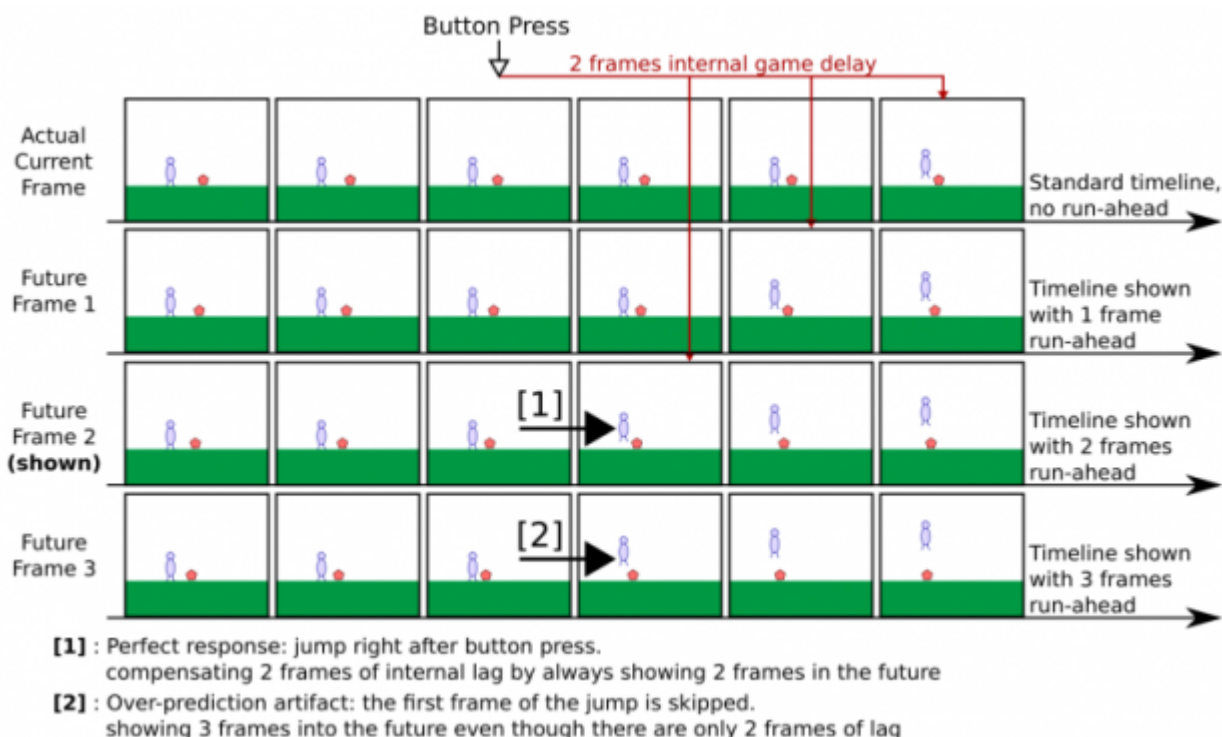 Button Press
2 frames internal game delay
Actual
Current
Frame
Standard timeline,
no run-ahead
Future
Frame 1
Timeline shown
with 1 frame
run-ahead
Future
Frame 2
(shown)
[1]
Timeline shown
with 2 frames
run-ahead
Future
Frame 3
[2]
Timeline shown
with 3 frames
run-ahead
[1] : Perfect response: jump right after button press.
compensating 2 frames of internal lag by always showing 2 frames in the future
[2] : Over-prediction artifact: the first frame of the jump is skipped.
showing 3 frames into the future even though there are only 2 frames of lag